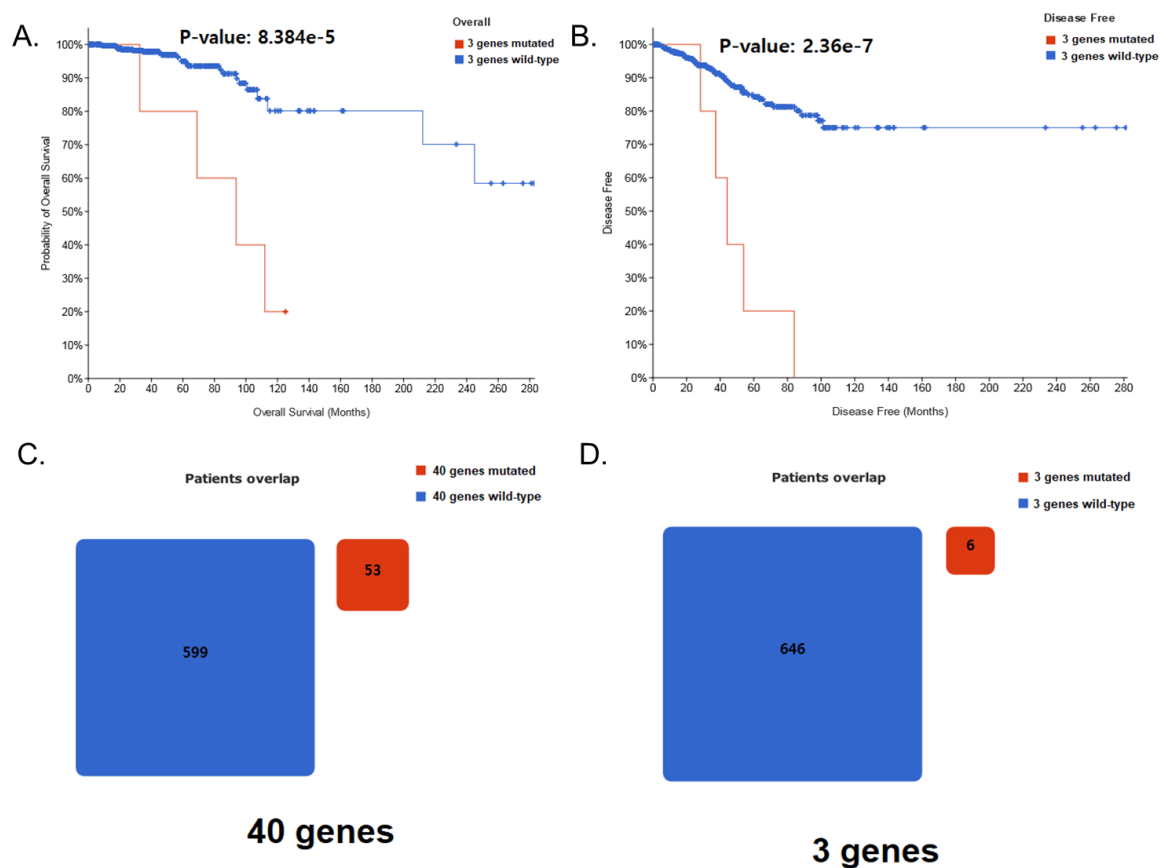 A.
P-value: 8.384e-5
Overall
3 genes mutated
3 genes wild-type
100%
90%
80%
70%
60%
50%
40%
30%
20%
10%
0%
Probability of Overall Survival
0 20 40 60 80 100 120 140 160 180 200 220 240 260 280
Overall Survival (Months)
B.
P-value: 2.36e-7
Disease Free
3 genes mutated
3 genes wild-type
100%
90%
80%
70%
60%
50%
40%
30%
20%
10%
0%
Disease Free
0 20 40 60 80 100 120 140 160 180 200 220 240 260 280
Disease Free (Months)
C.
Patients overlap
40 genes mutated
40 genes wild-type
599
53
40 genes
D.
Patients overlap
3 genes mutated
3 genes wild-type
646
6
3 genes